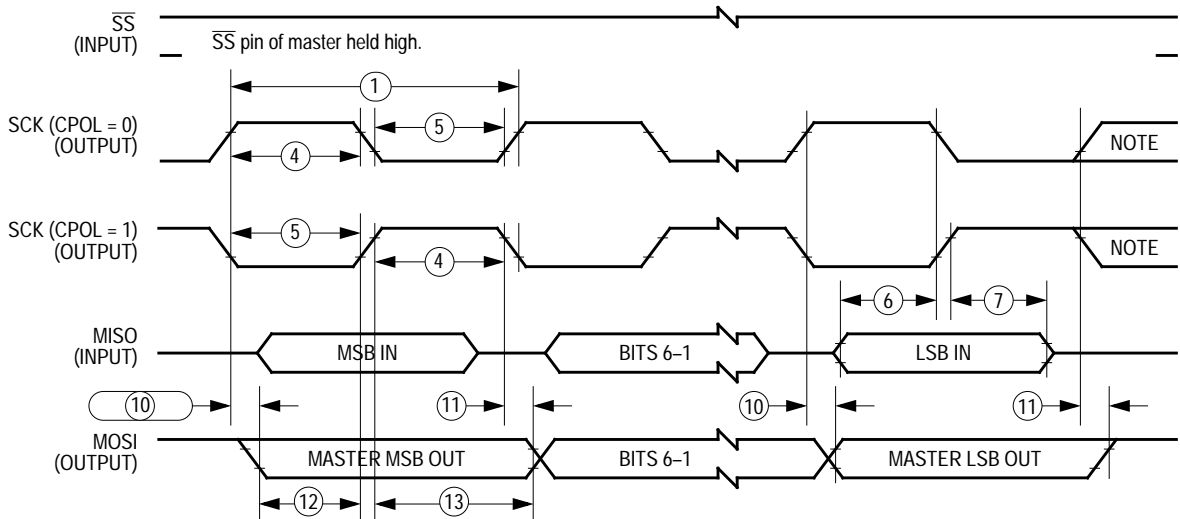 SS
(INPUT)
SS pin of master held high.
1
SCK (CPOL = 0)
(OUTPUT)
5
4
NOTE
SCK (CPOL = 1)
(OUTPUT)
5
4
NOTE
6
7
MISO
(INPUT)
MSB IN
BITS 6–1
LSB IN
10
11
10
11
MOSI
(OUTPUT)
MASTER MSB OUT
BITS 6–1
MASTER LSB OUT
12
13